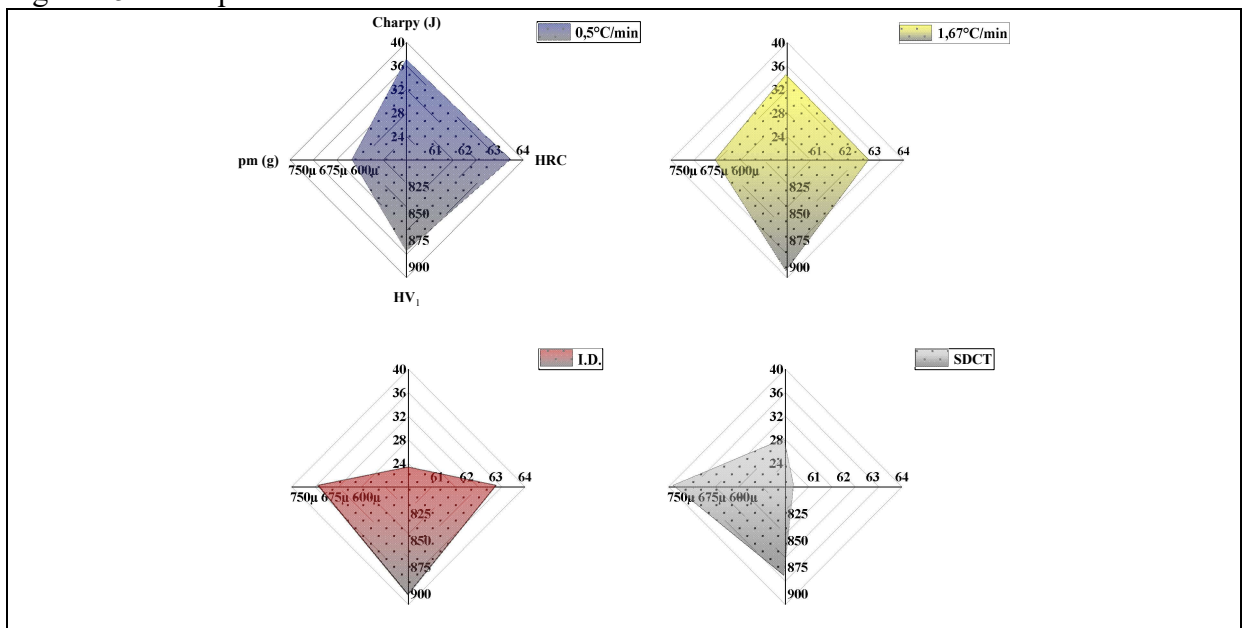 Charpy (J)
0,5°C/min
40
36
32
28
24
pm (g)
750µ 675µ 600µ
61 62 63 64
HRC
825
850
875
900
HV₁
1,67°C/min
40
36
32
28
24
750µ 675µ 600µ
61 62 63 64
825
850
875
900
I.D.
40
36
32
28
24
750µ 675µ 600µ
61 62 63 64
825
850
875
900
SDCT
40
36
32
28
24
750µ 675µ 600µ
61 62 63 64
825
850
875
900